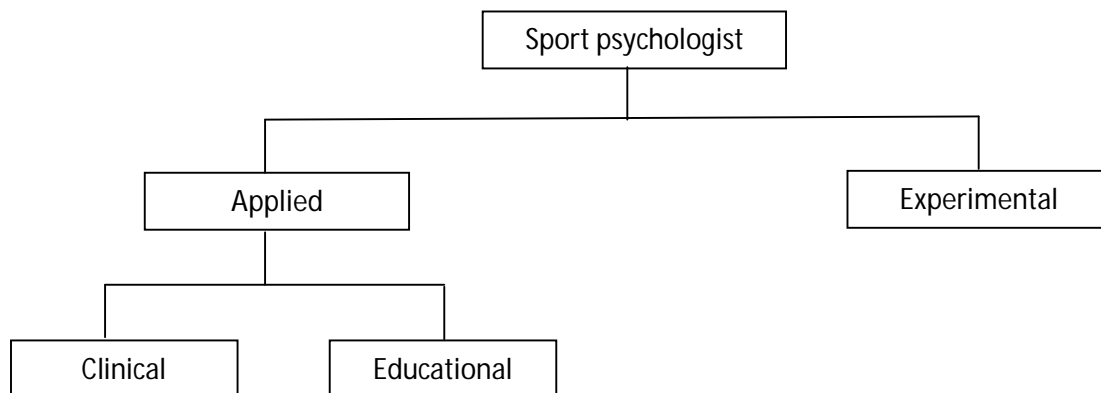 Sport psychologist
Applied
Experimental
Clinical
Educational